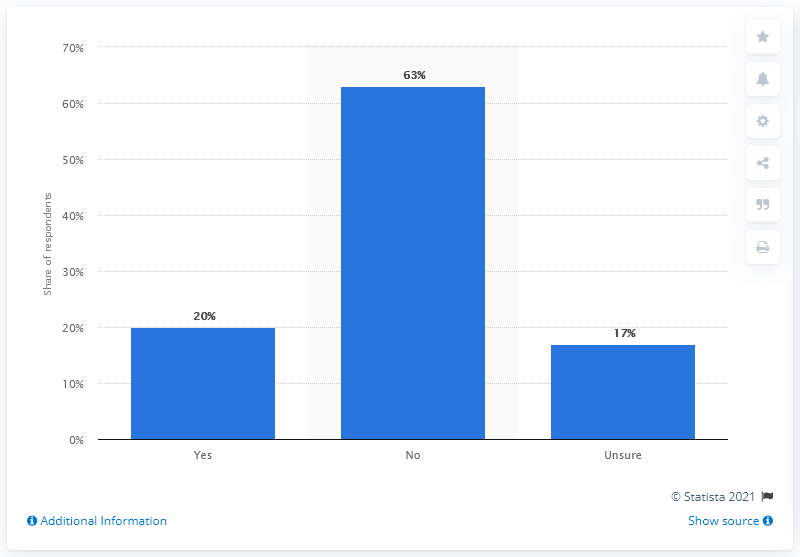 70%
60%
50%
40%
30%
20%
10%
0%
Share of respondents
20%
63%
17%
Yes No Unsure
© Statista 2021
Additional Information Show source